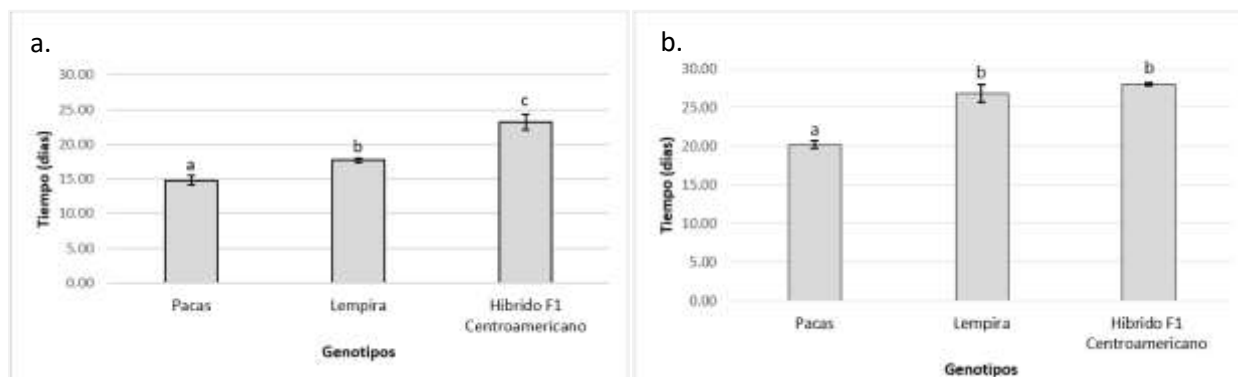 a.
30.00
25.00
20.00
15.00
10.00
5.00
0.00
Tiempo (días)
a
b
c
Pacas
Lempira
Hibrido F1
Centroamericano
Genotipos
b.
30.00
25.00
20.00
15.00
10.00
5.00
0.00
Tiempo (días)
a
b
b
Pacas
Lempira
Hibrido F1
Centroamericano
Genotipos